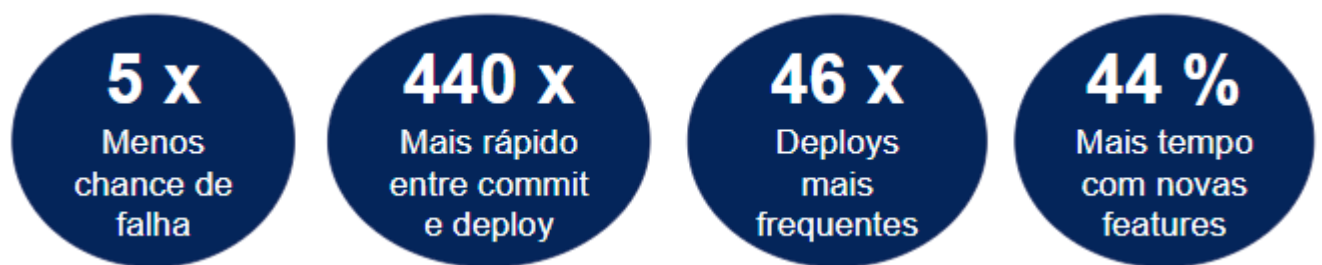 5 x
Menos
chance de
falha
440 x
Mais rápido
entre commit
e deploy
46 x
Deploys
mais
frequentes
44 %
Mais tempo
com novas
features